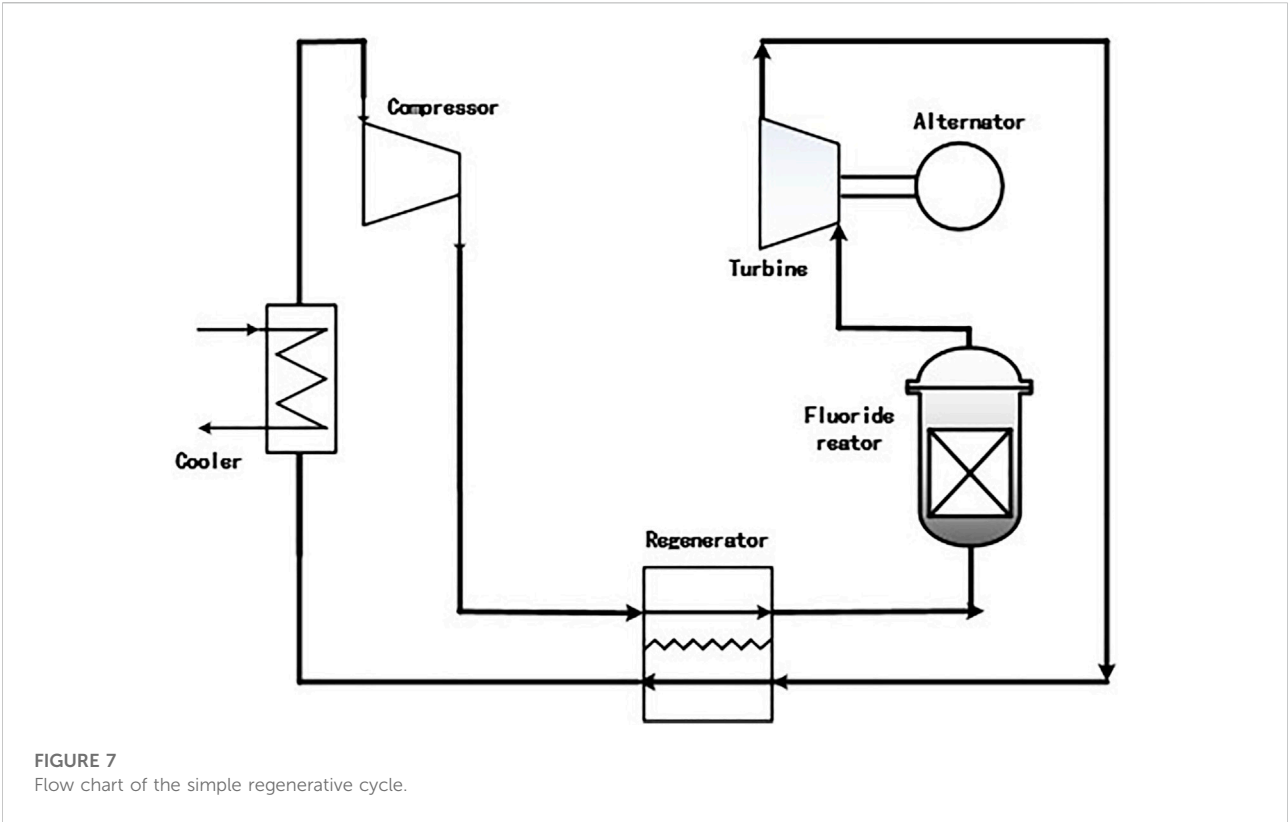 Compressor
Alternator
Turbine
Fluoride
reator
Cooler
Regenerator
FIGURE 7
Flow chart of the simple regenerative cycle.